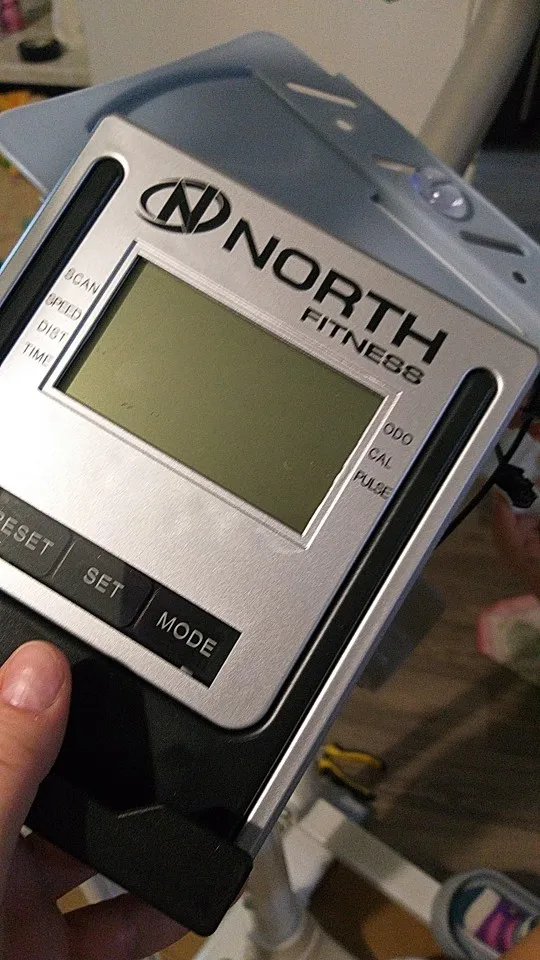 N NORTH
FITNESS
SCAN
SPEED
DIST
TIME
ODO
CAL
PULSE
RESET
SET
MODE